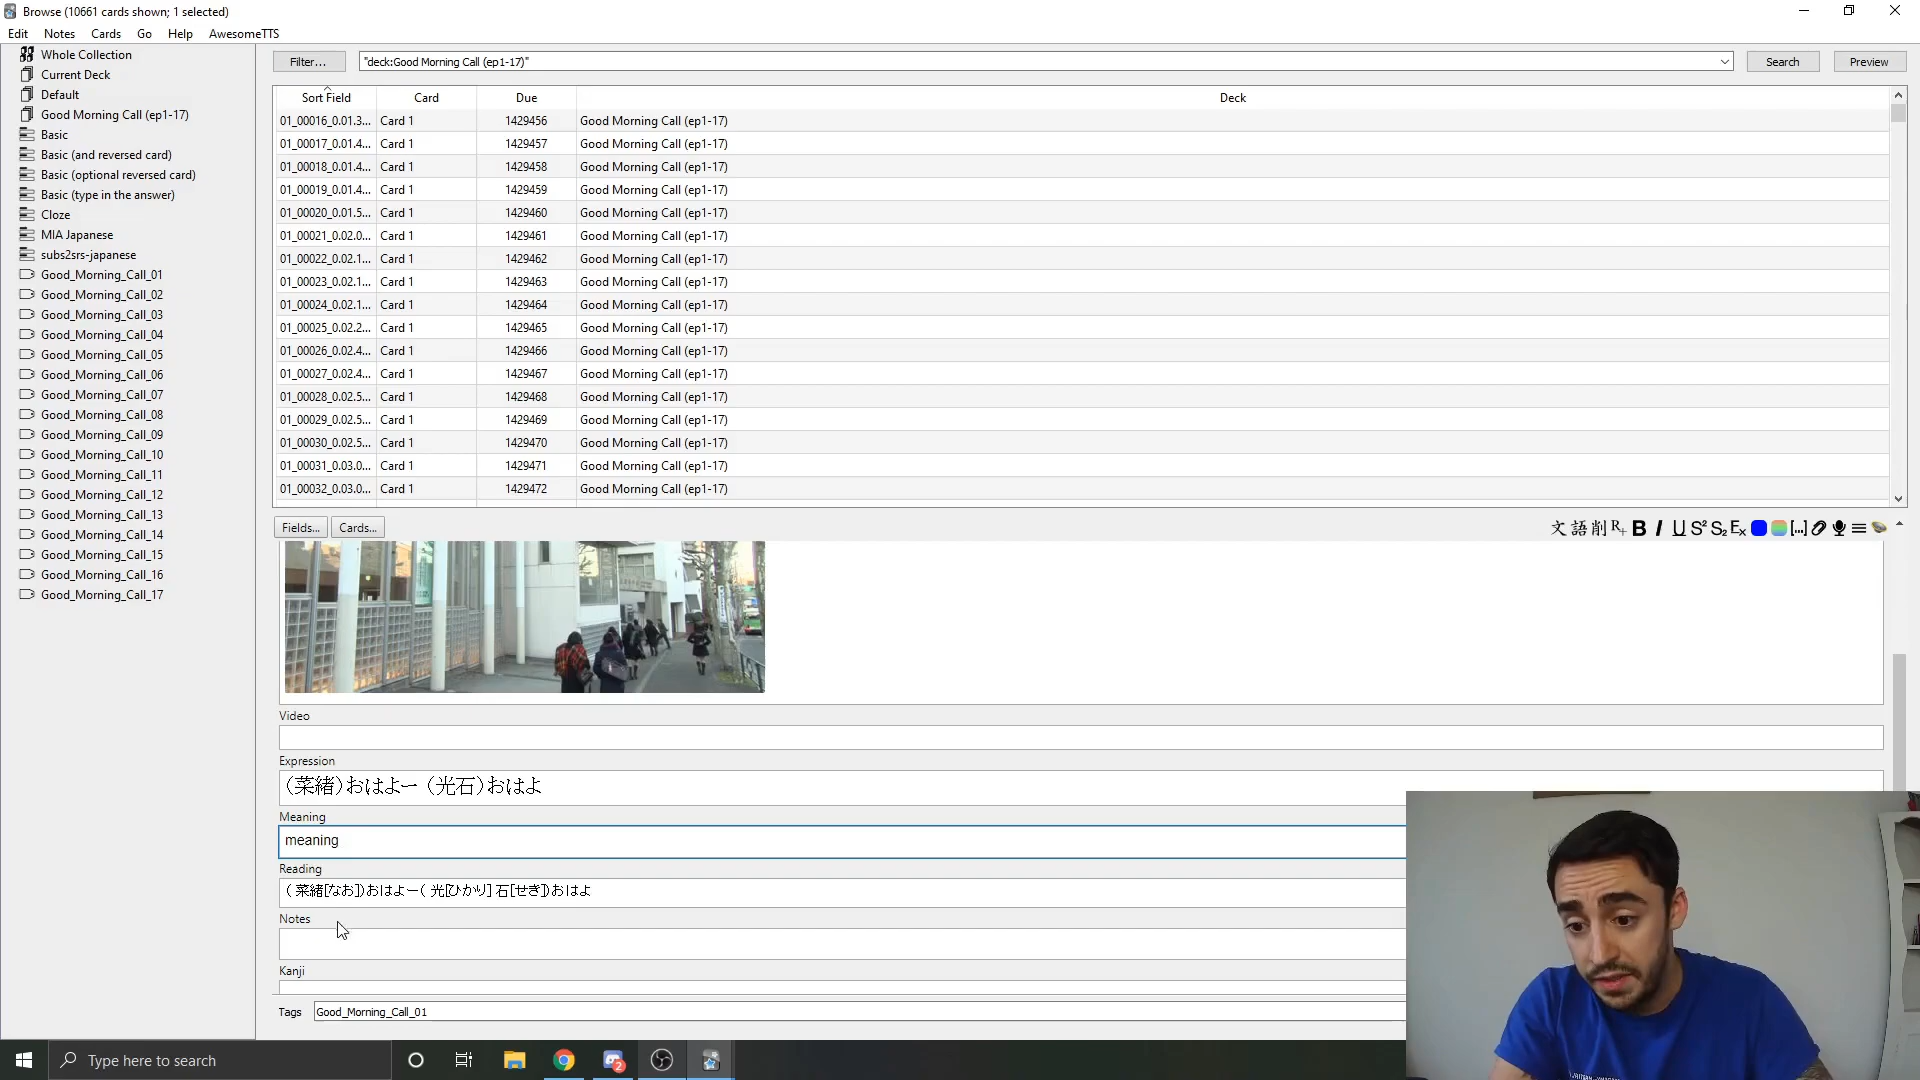 Browse (10661 cards shown; 1 selected)
Edit Notes Cards Go Help AwesomeTTS
Whole Collection
Current Deck
Default
Good Morning Call (ep1-17)
Basic
Basic (and reversed card)
Basic (optional reversed card)
Basic (type in the answer)
Cloze
MIA Japanese
subs2srs-japanese
Good_Morning_Call_01
Good_Morning_Call_02
Good_Morning_Call_03
Good_Morning_Call_04
Good_Morning_Call_05
Good_Morning_Call_06
Good_Morning_Call_07
Good_Morning_Call_08
Good_Morning_Call_09
Good_Morning_Call_10
Good_Morning_Call_11
Good_Morning_Call_12
Good_Morning_Call_13
Good_Morning_Call_14
Good_Morning_Call_15
Good_Morning_Call_16
Good_Morning_Call_17
Filter... "deck:Good Morning Call (ep1-17)" Search Preview
Sort Field Card Due Deck
01_00016_0.01.3... Card 1 1429456 Good Morning Call (ep1-17)
01_00017_0.01.4... Card 1 1429457 Good Morning Call (ep1-17)
01_00018_0.01.4... Card 1 1429458 Good Morning Call (ep1-17)
01_00019_0.01.4... Card 1 1429459 Good Morning Call (ep1-17)
01_00020_0.01.5... Card 1 1429460 Good Morning Call (ep1-17)
01_00021_0.02.0... Card 1 1429461 Good Morning Call (ep1-17)
01_00022_0.02.1... Card 1 1429462 Good Morning Call (ep1-17)
01_00023_0.02.1... Card 1 1429463 Good Morning Call (ep1-17)
01_00024_0.02.1... Card 1 1429464 Good Morning Call (ep1-17)
01_00025_0.02.2... Card 1 1429465 Good Morning Call (ep1-17)
01_00026_0.02.4... Card 1 1429466 Good Morning Call (ep1-17)
01_00027_0.02.4... Card 1 1429467 Good Morning Call (ep1-17)
01_00028_0.02.5... Card 1 1429468 Good Morning Call (ep1-17)
01_00029_0.02.5... Card 1 1429469 Good Morning Call (ep1-17)
01_00030_0.02.5... Card 1 1429470 Good Morning Call (ep1-17)
01_00031_0.03.0... Card 1 1429471 Good Morning Call (ep1-17)
01_00032_0.03.0... Card 1 1429472 Good Morning Call (ep1-17)
Fields... Cards... 文 語 削 R+ B I U S² S₂ Ex [...]
Video
Expression
（菜緒）おはよー （光石）おはよ
Meaning
meaning
Reading
（ 菜緒[なお]）おはよー（ 光[ひかり] 石[せき]）おはよ
Notes
Kanji
Tags Good_Morning_Call_01
Type here to search
2